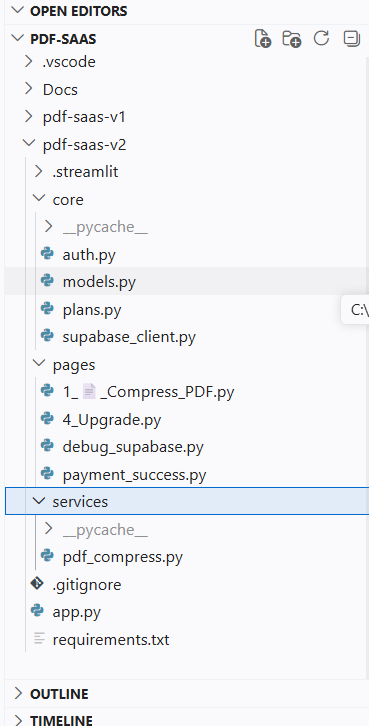 OPEN EDITORS
PDF-SAAS
.vscode
Docs
pdf-saas-v1
pdf-saas-v2
.streamlit
core
__pycache__
auth.py
models.py
plans.py
C:\
supabase_client.py
pages
1_📄_Compress_PDF.py
4_Upgrade.py
debug_supabase.py
payment_success.py
services
__pycache__
pdf_compress.py
.gitignore
app.py
requirements.txt
OUTLINE
TIMELINE